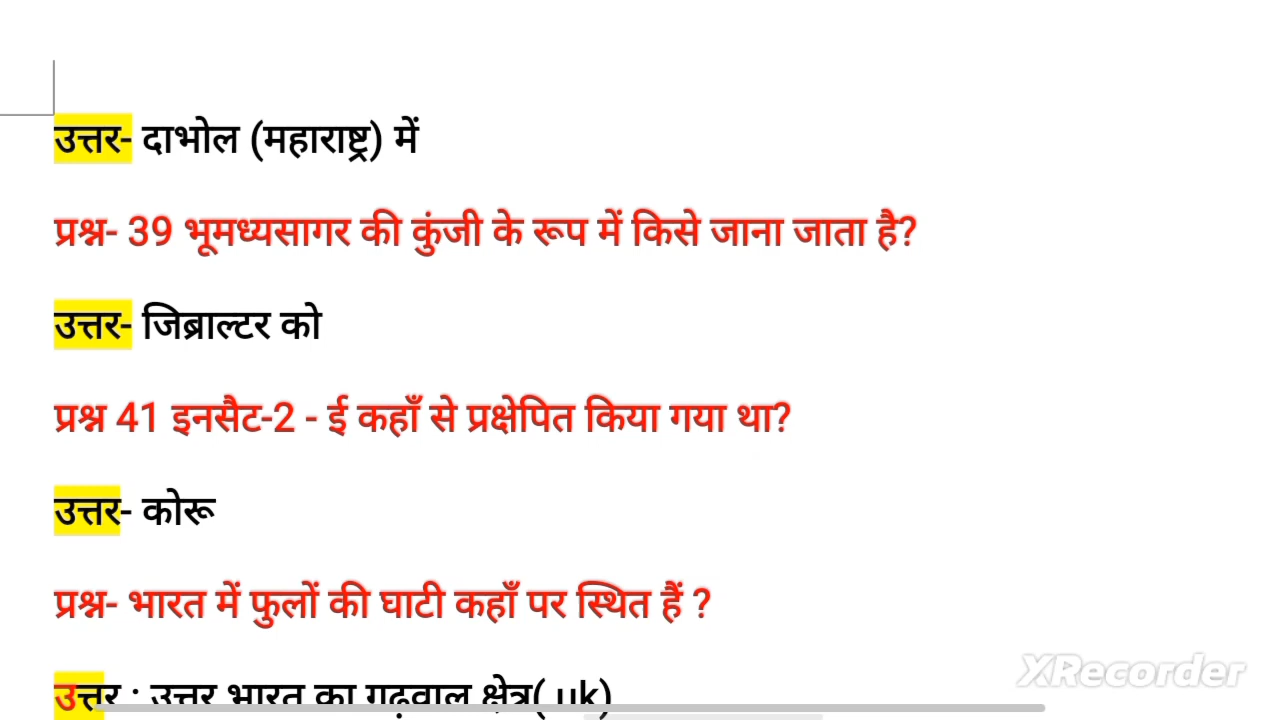 उत्तर- दाभोल (महाराष्ट्र) में
प्रश्न- 39 भूमध्यसागर की कुंजी के रूप में किसे जाना जाता है?
उत्तर- जिब्राल्टर को
प्रश्न 41 इनसैट-2 - ई कहाँ से प्रक्षेपित किया गया था?
उत्तर- कोरू
प्रश्न- भारत में फुलों की घाटी कहाँ पर स्थित हैं ?
उत्तर : उत्तर भारत का गढ़वाल क्षेत्र( uk)
XRecorder